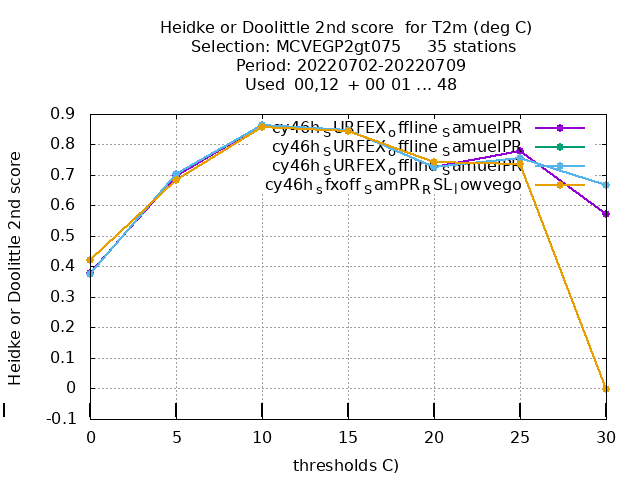 Heidke or Doolittle 2nd score  for T2m (deg C)
Selection: MCVEGP2gt075     35 stations
Period: 20220702-20220709
Used  00,12  + 00 01 ... 48
Heidke or Doolittle 2nd score
0.9
0.8
0.7
0.6
0.5
0.4
0.3
0.2
0.1
0
-0.1
cy46h_SURFEX_offline_SamuelPR
cy46h_SURFEX_offline_SamuelPR
cy46h_SURFEX_offline_SamuelPR
cy46h_sfxoff_SamPR_RSL_lowvego
0 5 10 15 20 25 30
thresholds C)